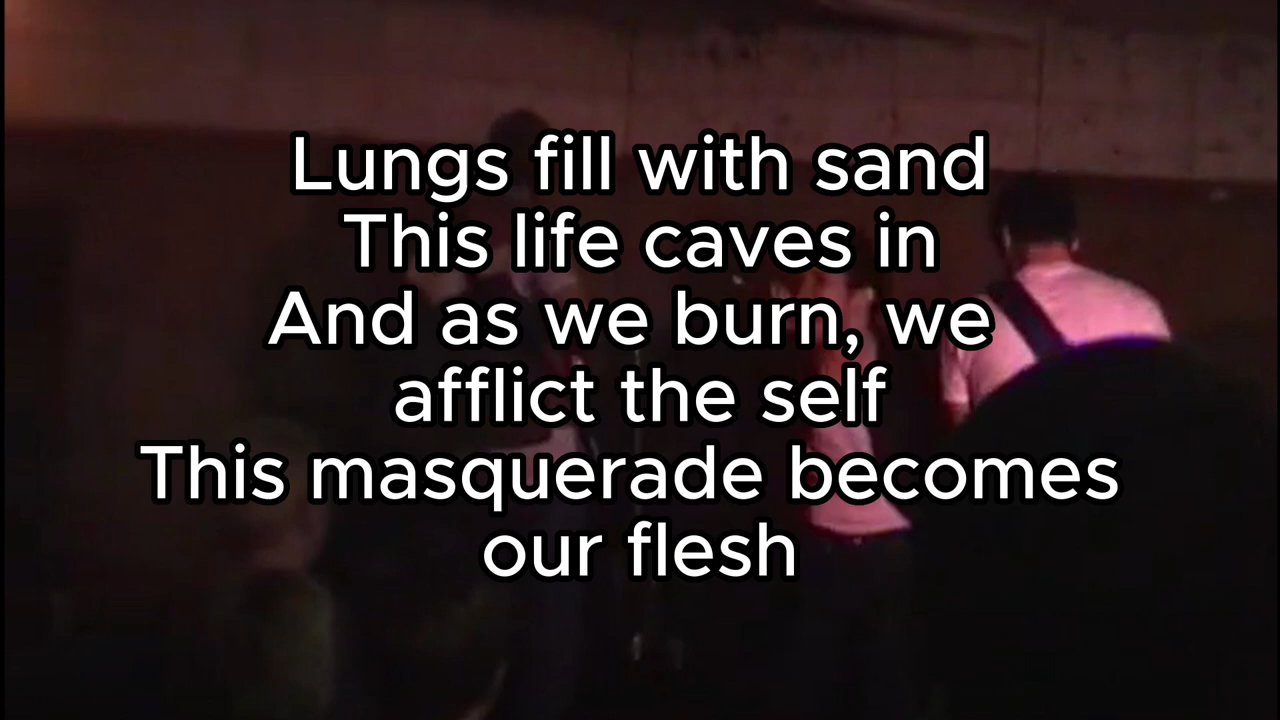 Lungs fill with sand
This life caves in
And as we burn, we
afflict the self
This masquerade becomes
our flesh